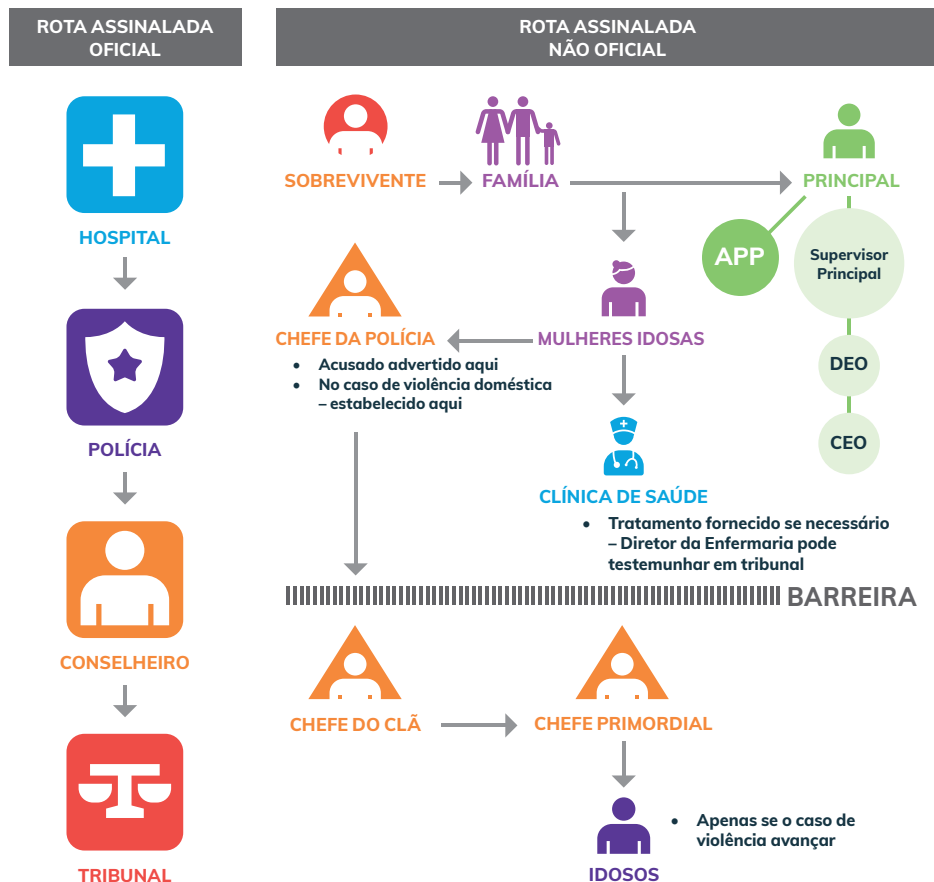 ROTA ASSINALADA
OFICIAL
HOSPITAL
POLÍCIA
CONSELHEIRO
TRIBUNAL
ROTA ASSINALADA
NÃO OFICIAL
SOBREVIVENTE
FAMÍLIA
PRINCIPAL
APP
Supervisor
Principal
DEO
CEO
MULHERES IDOSAS
CHEFE DA POLÍCIA
• Acusado advertido aqui
• No caso de violência doméstica
– estabelecido aqui
CLÍNICA DE SAÚDE
• Tratamento fornecido se necessário
– Diretor da Enfermaria pode
testemunhar em tribunal
BARREIRA
CHEFE DO CLÃ
CHEFE PRIMORDIAL
IDOSOS
• Apenas se o caso de
violência avançar